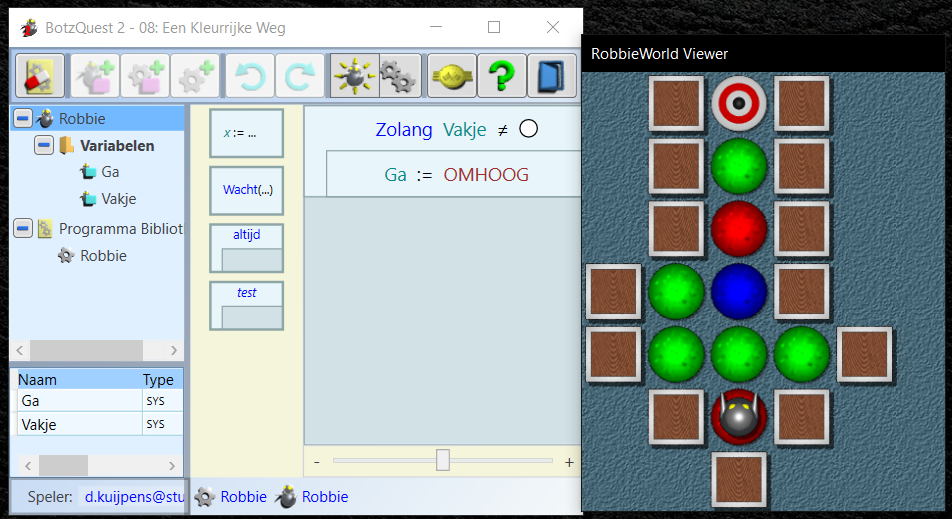 BotzQuest 2 - 08: Een Kleurrijke Weg
RobbieWorld Viewer
Robbie
Variabelen
Ga
Vakje
Programma Bibliot
Robbie
x := ...
Wacht(...)
altijd
test
Zolang Vakje ≠
Ga := OMHOOG
Naam Type
Ga SYS
Vakje SYS
- +
Speler: d.kuijpens@stu Robbie Robbie